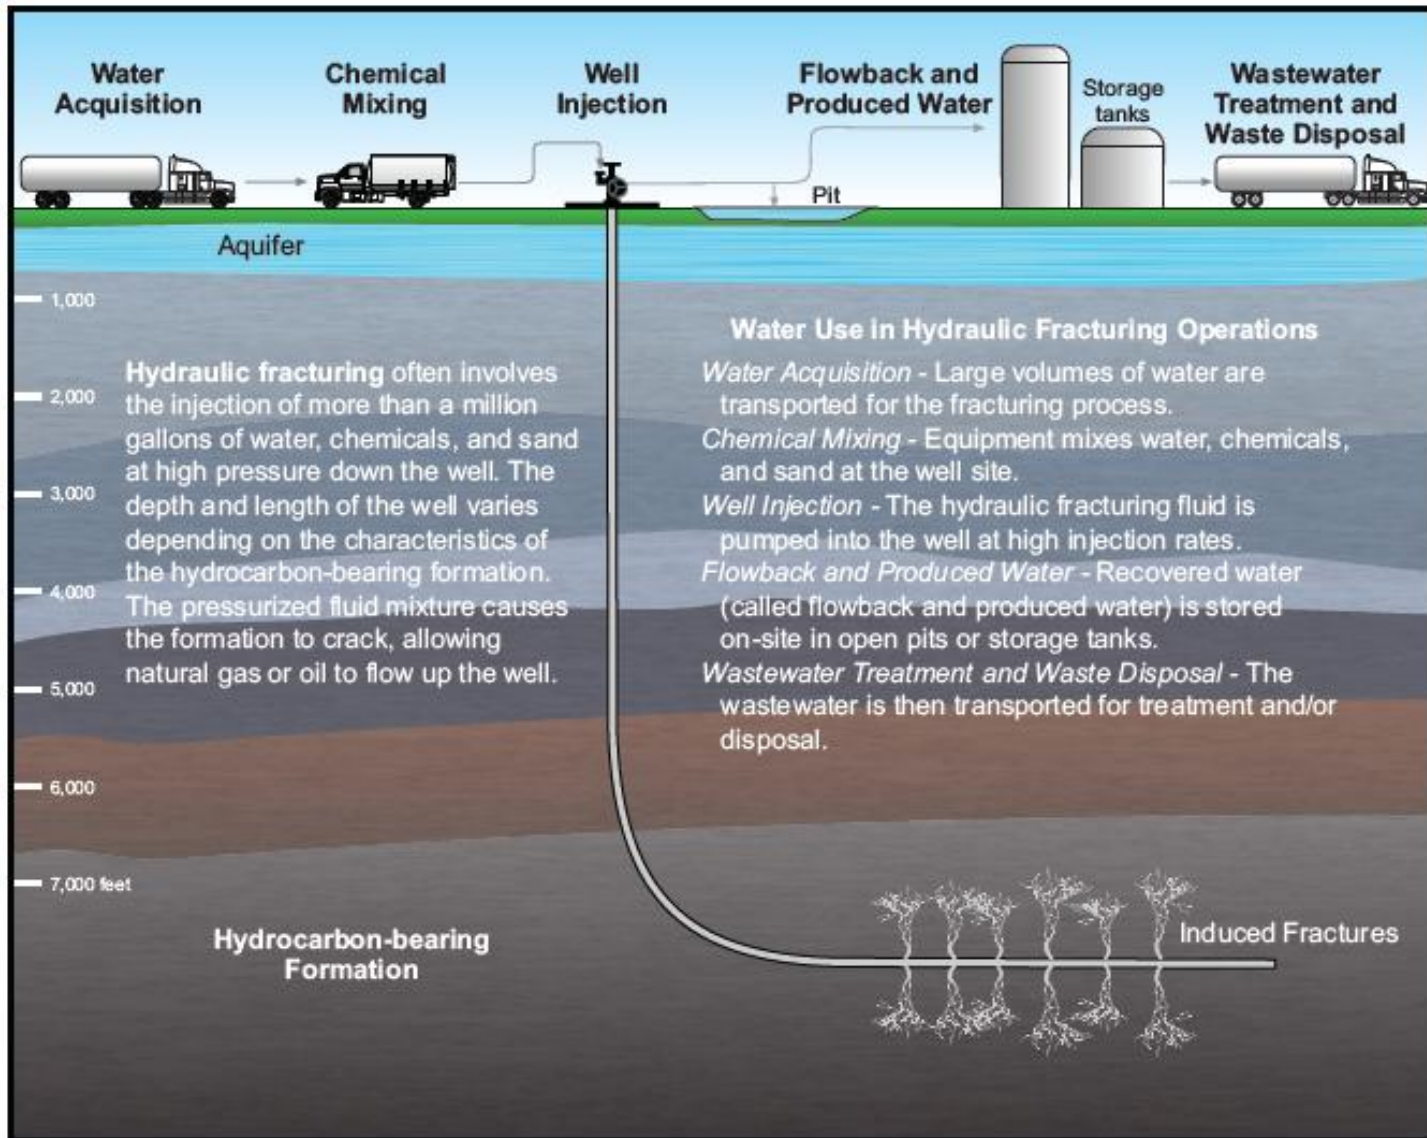 Water
Acquisition
Chemical
Mixing
Well
Injection
Flowback and
Produced Water
Storage
tanks
Wastewater
Treatment and
Waste Disposal
Pit
Aquifer
1,000
2,000
3,000
4,000
5,000
6,000
7,000 feet
Hydraulic fracturing often involves
the injection of more than a million
gallons of water, chemicals, and sand
at high pressure down the well. The
depth and length of the well varies
depending on the characteristics of
the hydrocarbon-bearing formation.
The pressurized fluid mixture causes
the formation to crack, allowing
natural gas or oil to flow up the well.
Water Use in Hydraulic Fracturing Operations
Water Acquisition - Large volumes of water are
transported for the fracturing process.
Chemical Mixing - Equipment mixes water, chemicals,
and sand at the well site.
Well Injection - The hydraulic fracturing fluid is
pumped into the well at high injection rates.
Flowback and Produced Water - Recovered water
(called flowback and produced water) is stored
on-site in open pits or storage tanks.
Wastewater Treatment and Waste Disposal - The
wastewater is then transported for treatment and/or
disposal.
Hydrocarbon-bearing
Formation
Induced Fractures